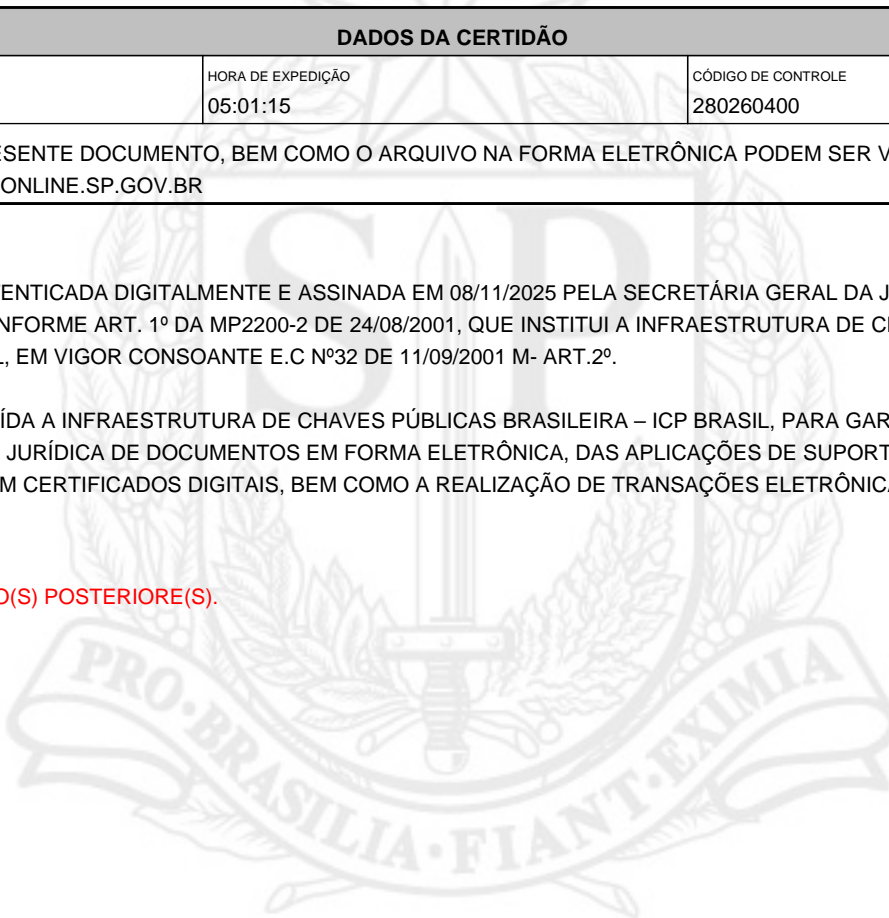 DADOS DA CERTIDÃO
HORA DE EXPEDIÇÃO
CÓDIGO DE CONTROLE
05:01:15
280260400
ESENTE DOCUMENTO, BEM COMO O ARQUIVO NA FORMA ELETRÔNICA PODEM SER V
ONLINE.SP.GOV.BR
SP
TENTICADA DIGITALMENTE E ASSINADA EM 08/11/2025 PELA SECRETÁRIA GERAL DA J
NFORME ART. 1º DA MP2200-2 DE 24/08/2001, QUE INSTITUI A INFRAESTRUTURA DE C
L, EM VIGOR CONSOANTE E.C Nº32 DE 11/09/2001 M- ART.2º.
ÍDA A INFRAESTRUTURA DE CHAVES PÚBLICAS BRASILEIRA – ICP BRASIL, PARA GAR
JURÍDICA DE DOCUMENTOS EM FORMA ELETRÔNICA, DAS APLICAÇÕES DE SUPORT
M CERTIFICADOS DIGITAIS, BEM COMO A REALIZAÇÃO DE TRANSAÇÕES ELETRÔNICA
O(S) POSTERIORE(S).
PRO·BRASILIA·FIANT·EXIMIA